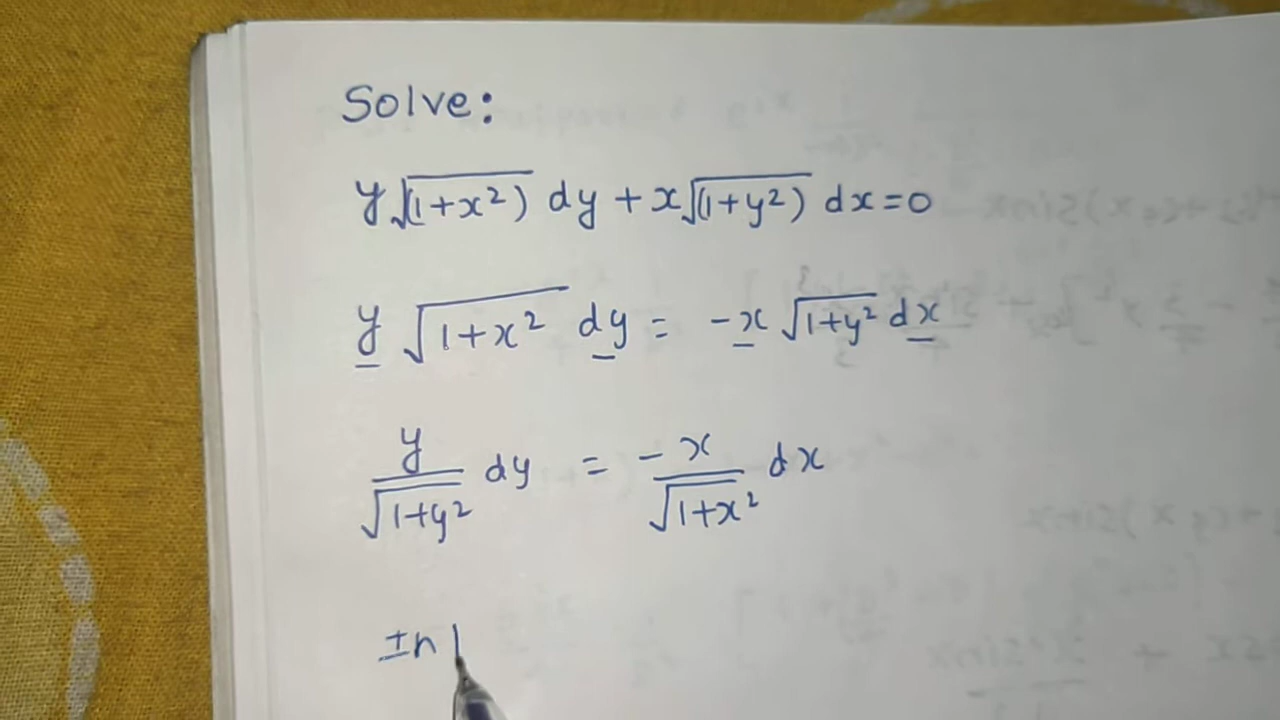 Solve:
y√(1+x²) dy + x√(1+y²) dx = 0
y √1+x² dy = -x √1+y² dx
y/√1+y² dy = -x/√1+x² dx
In